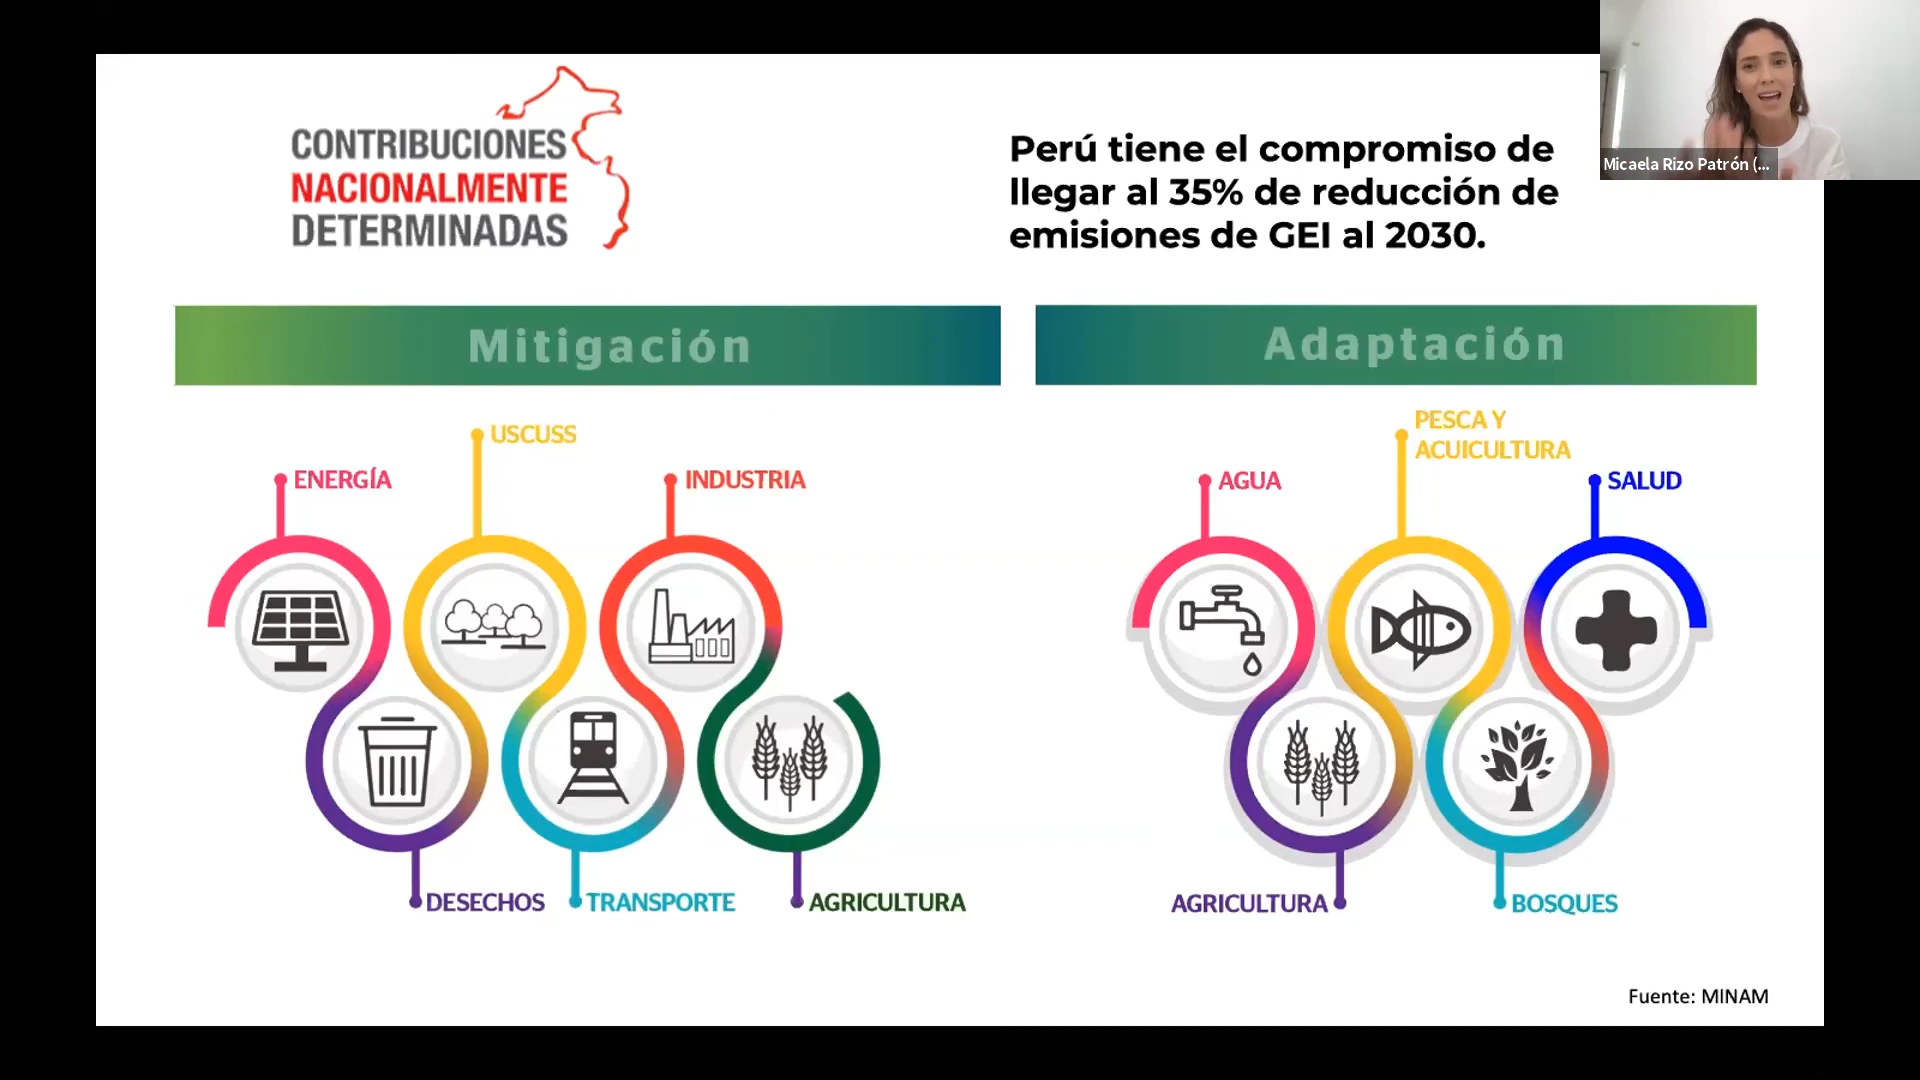 CONTRIBUCIONES
NACIONALMENTE
DETERMINADAS
Perú tiene el compromiso de
llegar al 35% de reducción de
emisiones de GEI al 2030.
Micaela Rizo Patrón (...
Mitigación
Adaptación
ENERGÍA
USCUSS
INDUSTRIA
DESECHOS
TRANSPORTE
AGRICULTURA
AGUA
PESCA Y
ACUICULTURA
SALUD
AGRICULTURA
BOSQUES
Fuente: MINAM